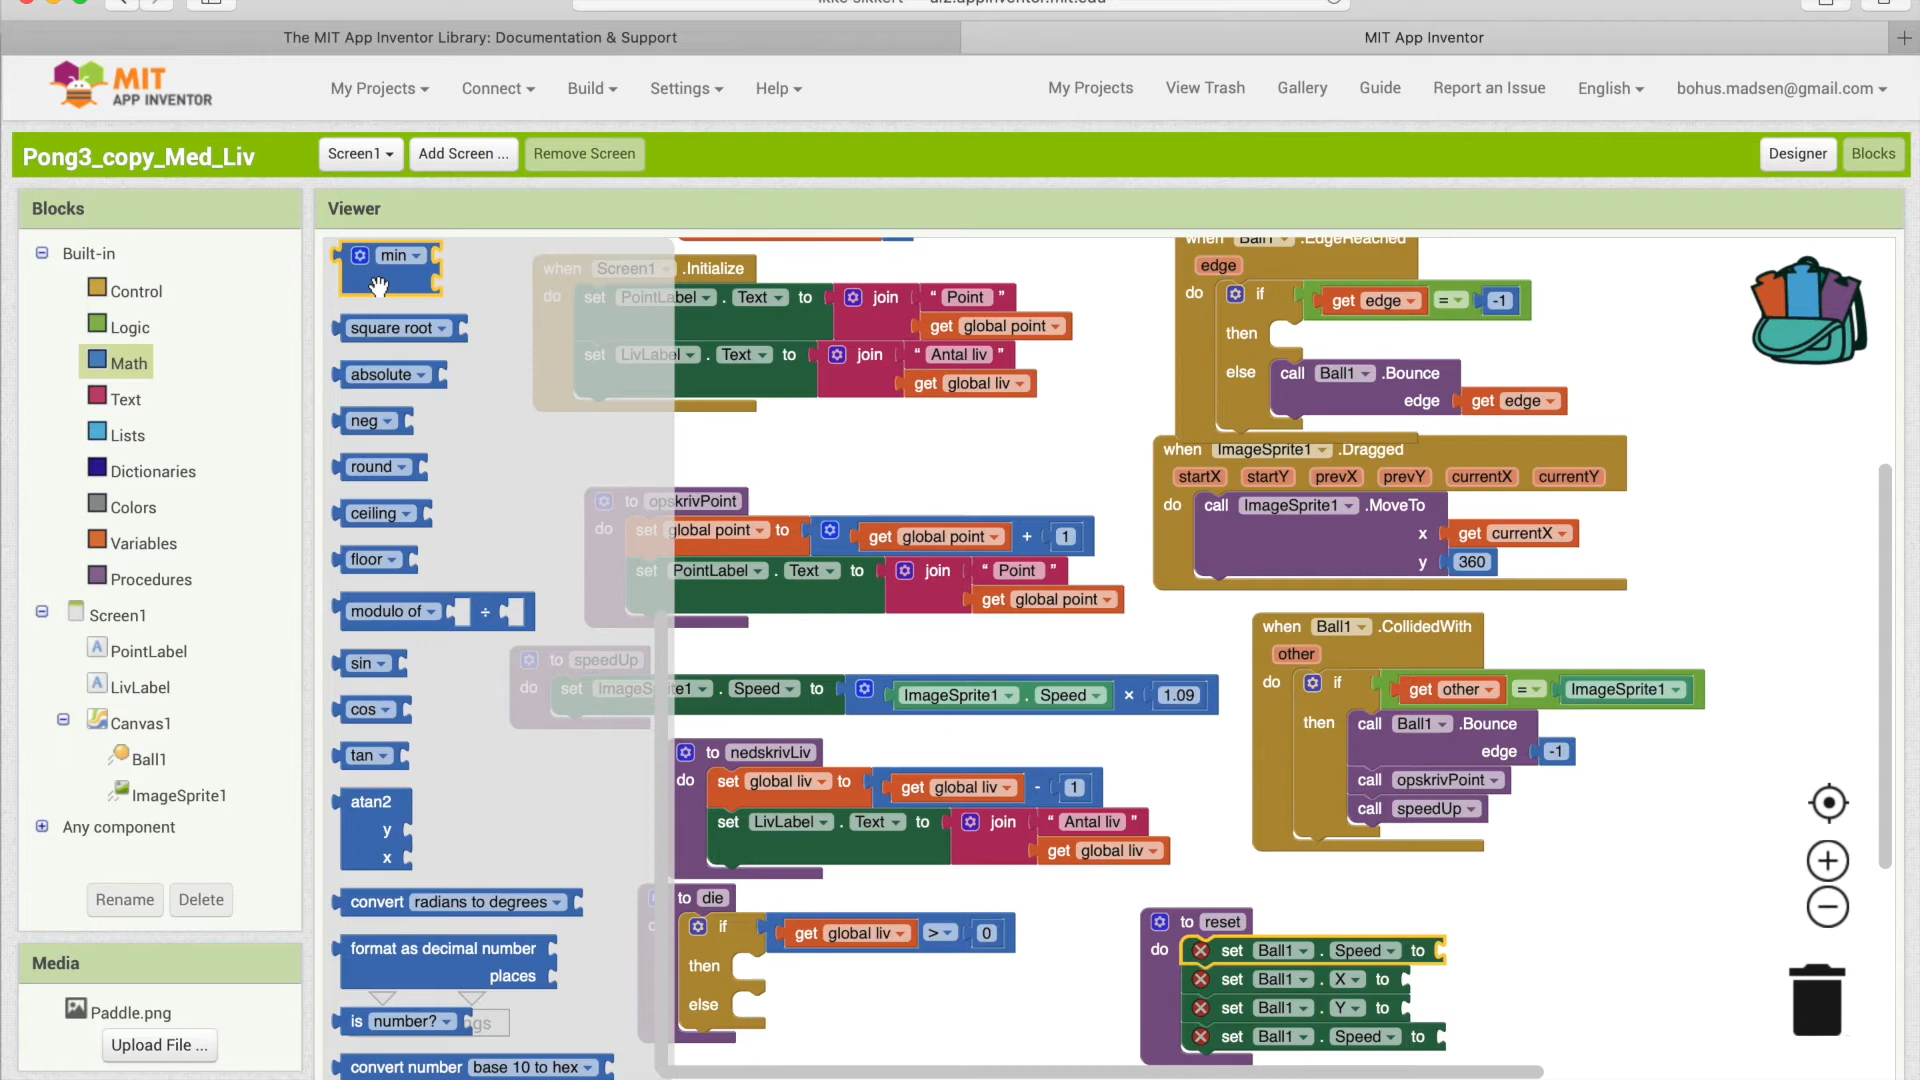 ikke sikkert — ai2.appinventor.mit.edu
The MIT App Inventor Library: Documentation & Support
MIT App Inventor
MIT
APP INVENTOR
My Projects
Connect
Build
Settings
Help
My Projects
View Trash
Gallery
Guide
Report an Issue
English
bohus.madsen@gmail.com
Pong3_copy_Med_Liv
Screen1
Add Screen ...
Remove Screen
Designer
Blocks
Blocks
Built-in
Control
Logic
Math
Text
Lists
Dictionaries
Colors
Variables
Procedures
Screen1
PointLabel
LivLabel
Canvas1
Ball1
ImageSprite1
Any component
Rename
Delete
Media
Paddle.png
Upload File ...
Viewer
min
square root
absolute
neg
round
ceiling
floor
modulo of ÷
sin
cos
tan
atan2
y
x
convert radians to degrees
format as decimal number
places
is number?
convert number base 10 to hex
when Screen1 .Initialize
do set PointLabel . Text to join " Point "
get global point
set LivLabel . Text to join " Antal liv "
get global liv
to opskrivPoint
do set global point to get global point + 1
set PointLabel . Text to join " Point "
get global point
to speedUp
do set ImageSprite1 . Speed to ImageSprite1 . Speed × 1.09
to nedskrivLiv
do set global liv to get global liv - 1
set LivLabel . Text to join " Antal liv "
get global liv
to die
if get global liv > 0
then
else
when Ball1 .EdgeReached
edge
do if get edge = -1
then
else call Ball1 .Bounce
edge get edge
when ImageSprite1 .Dragged
startX startY prevX prevY currentX currentY
do call ImageSprite1 .MoveTo
x get currentX
y 360
when Ball1 .CollidedWith
other
do if get other = ImageSprite1
then call Ball1 .Bounce
edge -1
call opskrivPoint
call speedUp
to reset
do set Ball1 . Speed to
set Ball1 . X to
set Ball1 . Y to
set Ball1 . Speed to